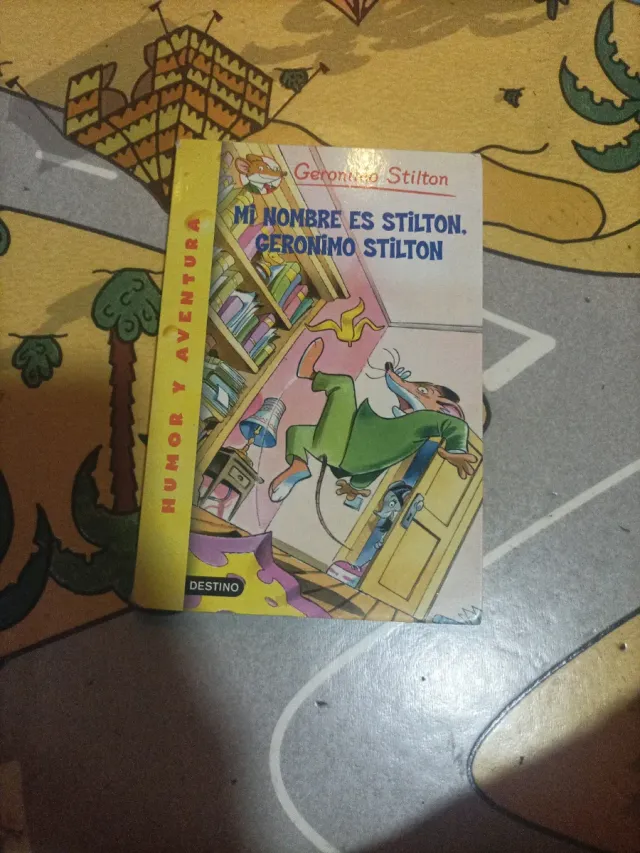 Geronimo Stilton
MI NOMBRE ES STILTON,
GERONIMO STILTON
HUMOR Y AVENTURA
DESTINO